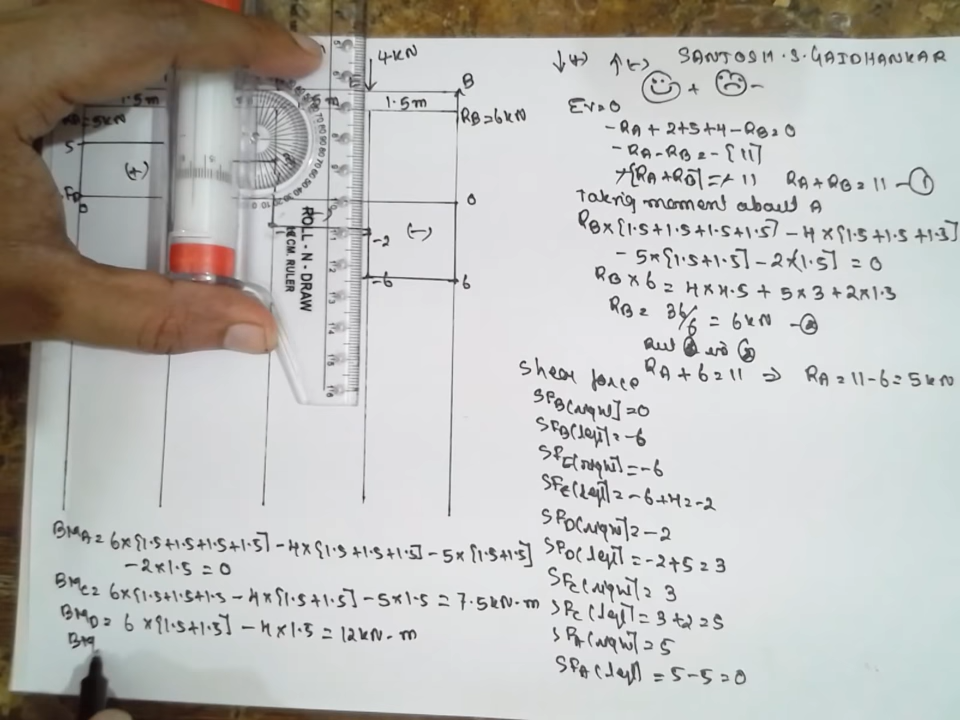 4kN
B
1.5m
1.5m
RB=6kN
RA=5kN
5
(+)
0
0
-2
(-)
-6
6
ROLL-N-DRAW
CM. RULER
↓(+) ↑(-) SANTOSH.S.GAIDHANKAR
+ -
ΣV=0
-RA+2+5+4-RB=0
-RA-RB=-[11]
+[RA+RB]=+11 RA+RB=11-①
Taking moment about A
RB×[1.5+1.5+1.5+1.5]-4×[1.5+1.5+1.5]
-5×[1.5+1.5]-2×[1.5]=0
RB×6=4×4.5+5×3+2×1.5
RB=36/6=6kN-②
RA+6=11 ⇒ RA=11-6=5kN
Shear force
SFB[right]=0
SFB[left]=-6
SFE[right]=-6
SFE[left]=-6+4=-2
SFD[right]=-2
SFD[left]=-2+5=3
SFC[right]=3
SFC[left]=3+2=5
SFA[right]=5
SFA[left]=5-5=0
BMA=6×[1.5+1.5+1.5+1.5]-4×[1.5+1.5+1.5]-5×[1.5+1.5]
-2×1.5=0
BMC=6×[1.5+1.5+1.5-4×[1.5+1.5]-5×1.5=7.5kN-m
BMD=6×[1.5+1.5]-4×1.5=12kN-m
BM